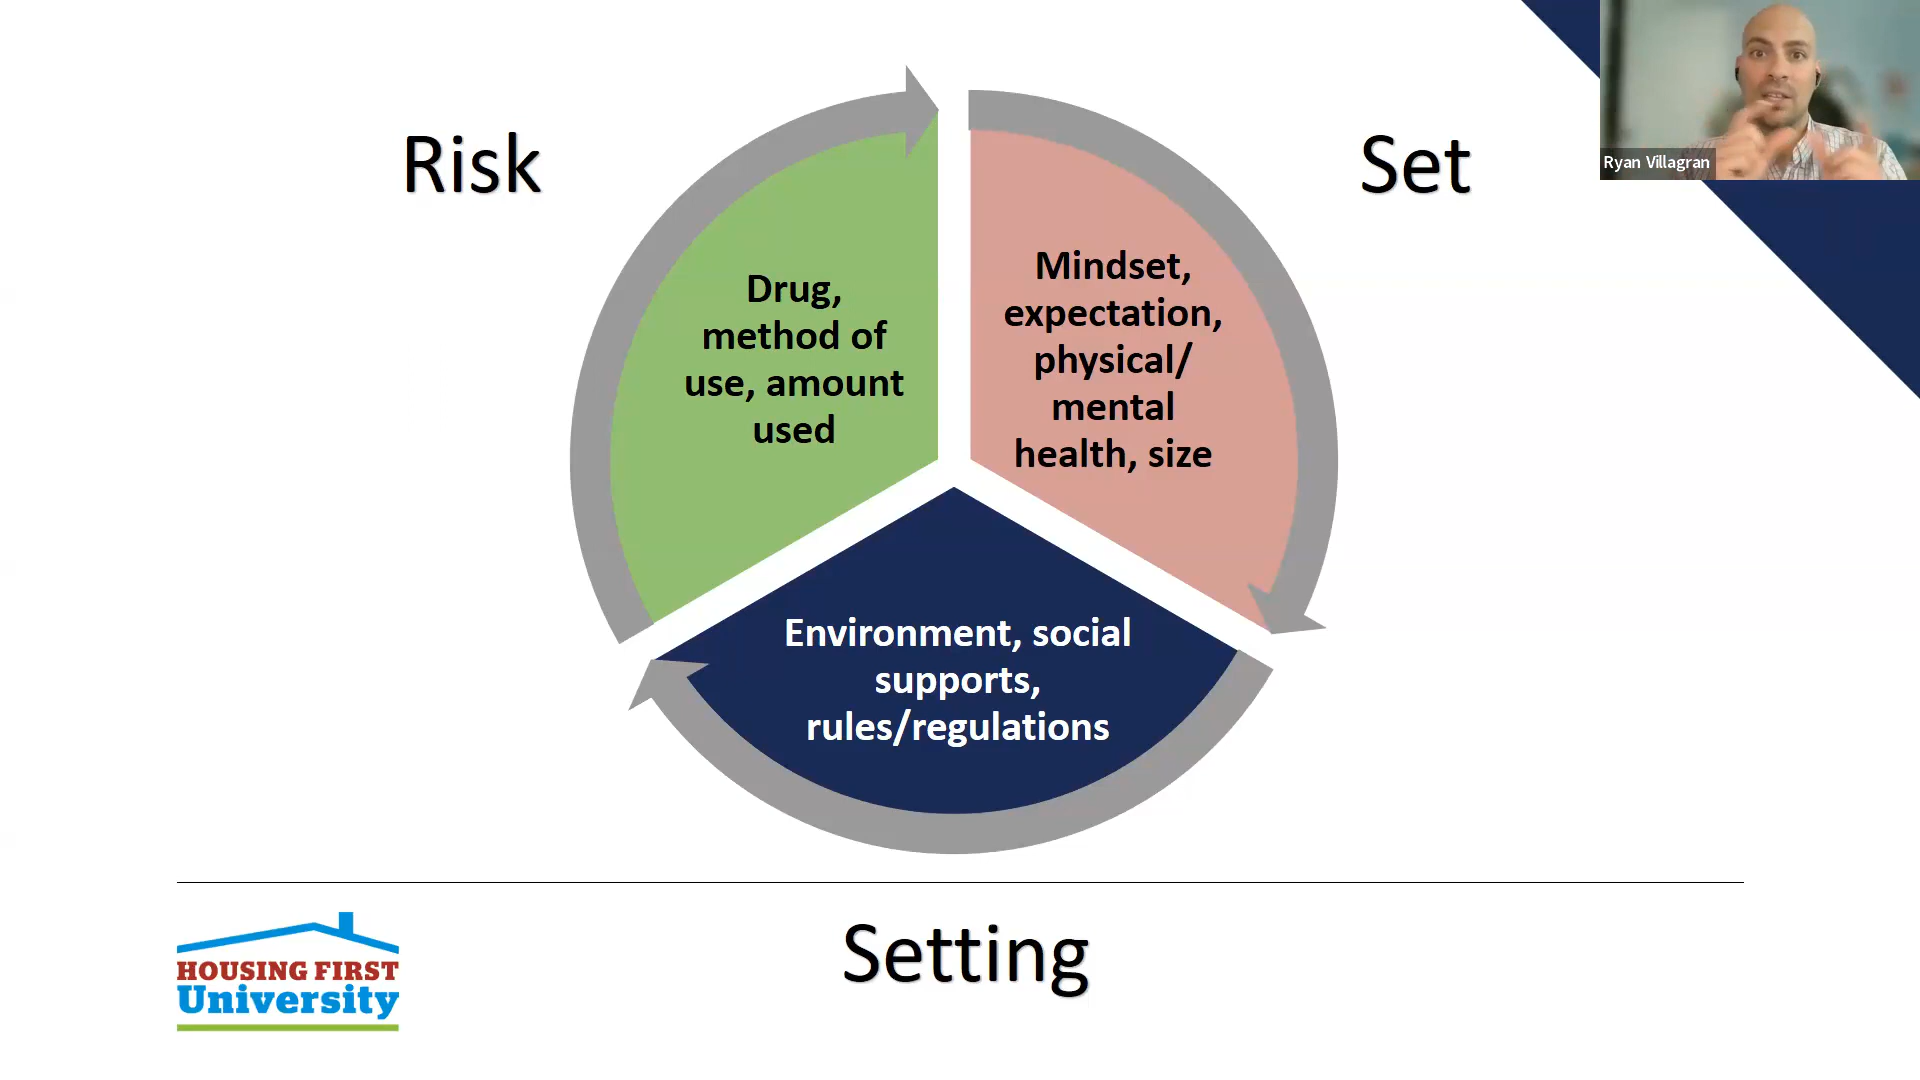 Risk
Set
Ryan Villagran
Drug,
method of
use, amount
used
Mindset,
expectation,
physical/
mental
health, size
Environment, social
supports,
rules/regulations
Setting
HOUSING FIRST
University